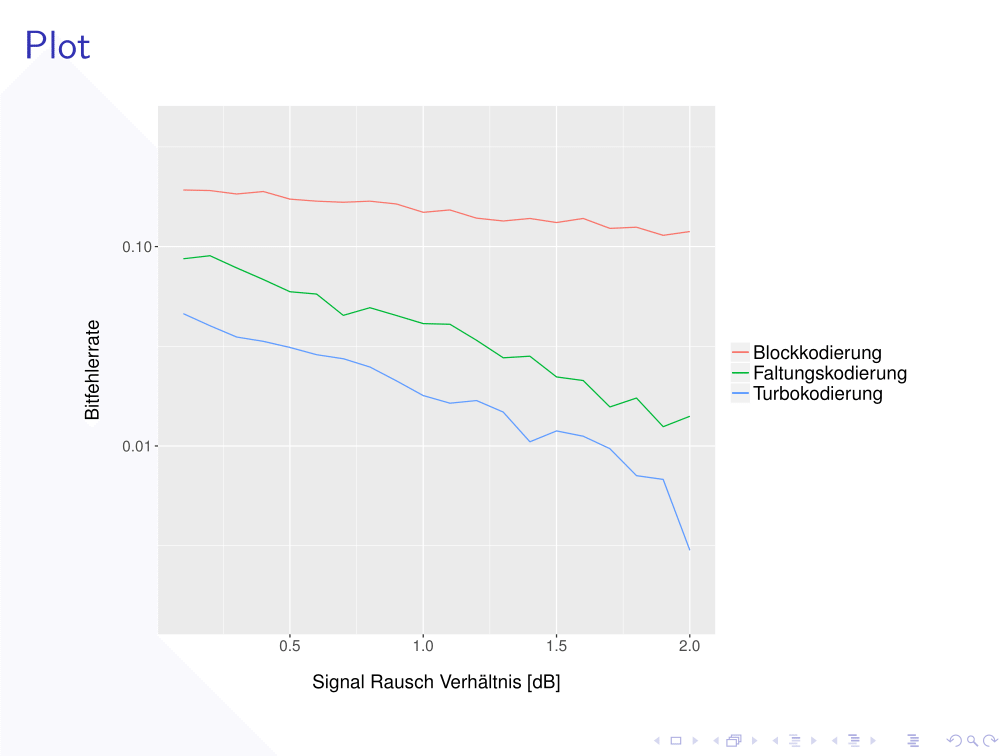 Plot
0.10
0.01
Bitfehlerrate
0.5 1.0 1.5 2.0
Signal Rausch Verhältnis [dB]
Blockkodierung
Faltungskodierung
Turbokodierung